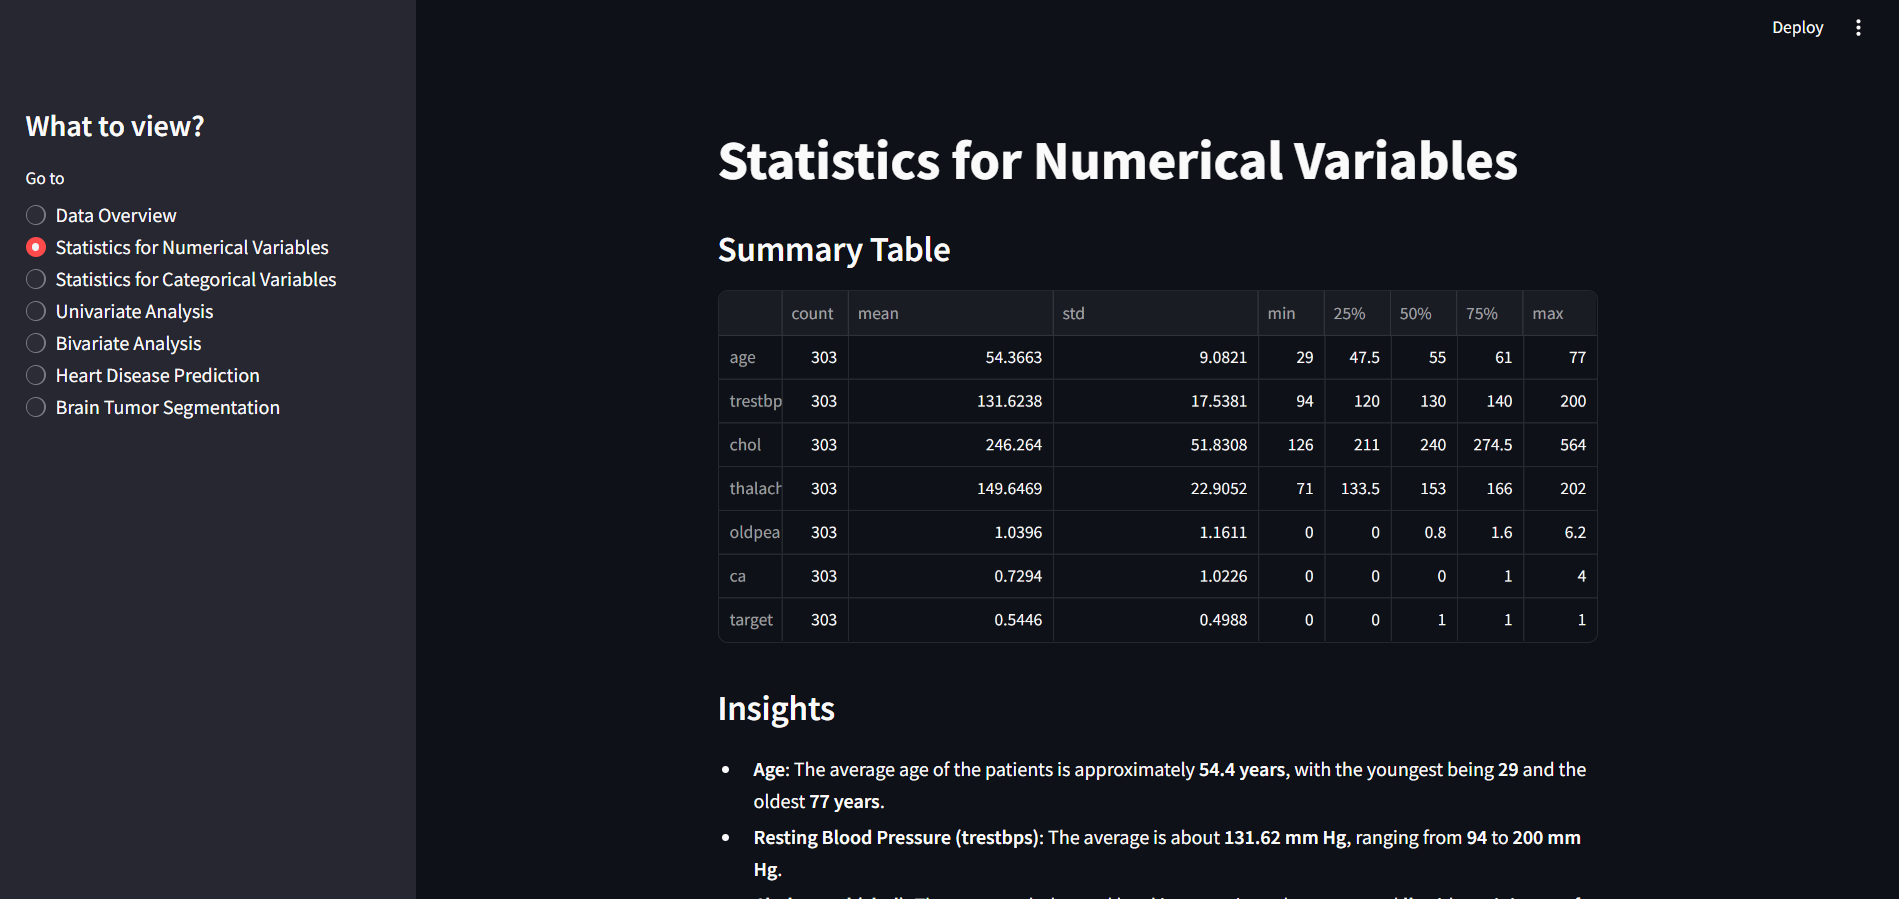 Deploy
What to view?
Go to
Data Overview
Statistics for Numerical Variables
Statistics for Categorical Variables
Univariate Analysis
Bivariate Analysis
Heart Disease Prediction
Brain Tumor Segmentation
Statistics for Numerical Variables
Summary Table
count mean std min 25% 50% 75% max
age 303 54.3663 9.0821 29 47.5 55 61 77
trestbp 303 131.6238 17.5381 94 120 130 140 200
chol 303 246.264 51.8308 126 211 240 274.5 564
thalach 303 149.6469 22.9052 71 133.5 153 166 202
oldpea 303 1.0396 1.1611 0 0 0.8 1.6 6.2
ca 303 0.7294 1.0226 0 0 0 1 4
target 303 0.5446 0.4988 0 0 1 1 1
Insights
• Age: The average age of the patients is approximately 54.4 years, with the youngest being 29 and the
oldest 77 years.
• Resting Blood Pressure (trestbps): The average is about 131.62 mm Hg, ranging from 94 to 200 mm
Hg.